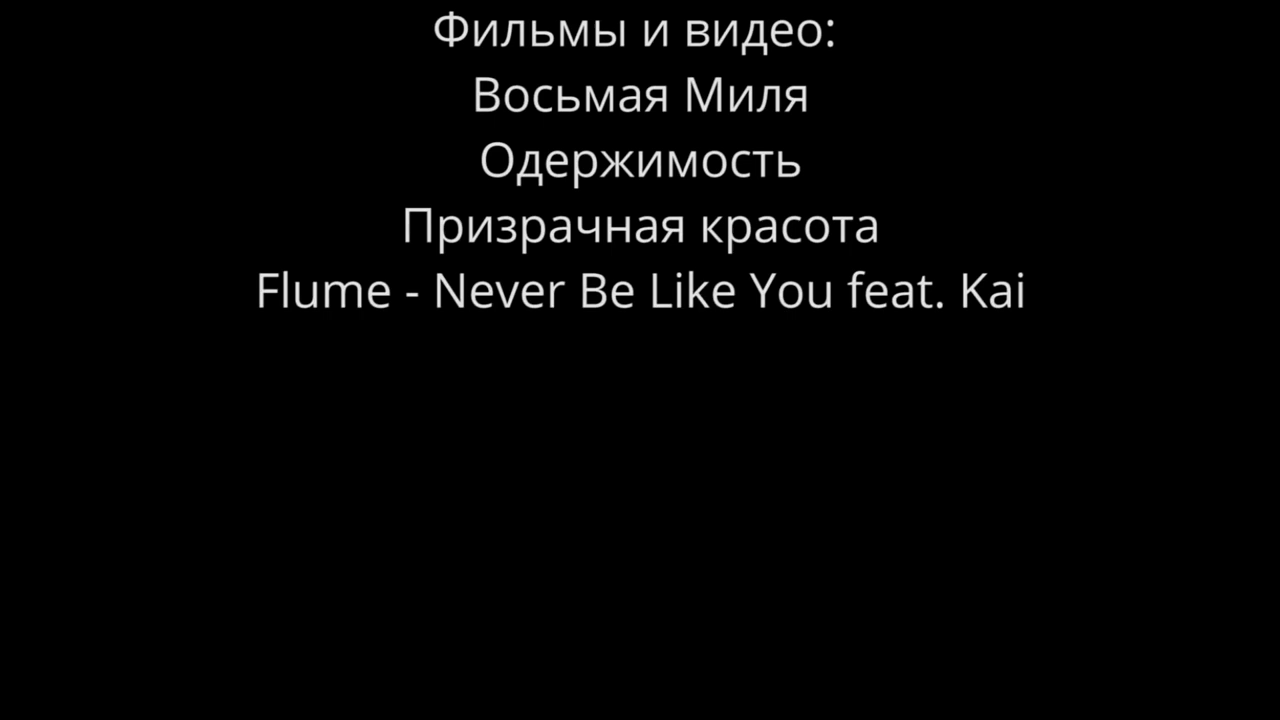 Фильмы и видео:
Восьмая Миля
Одержимость
Призрачная красота
Flume - Never Be Like You feat. Kai